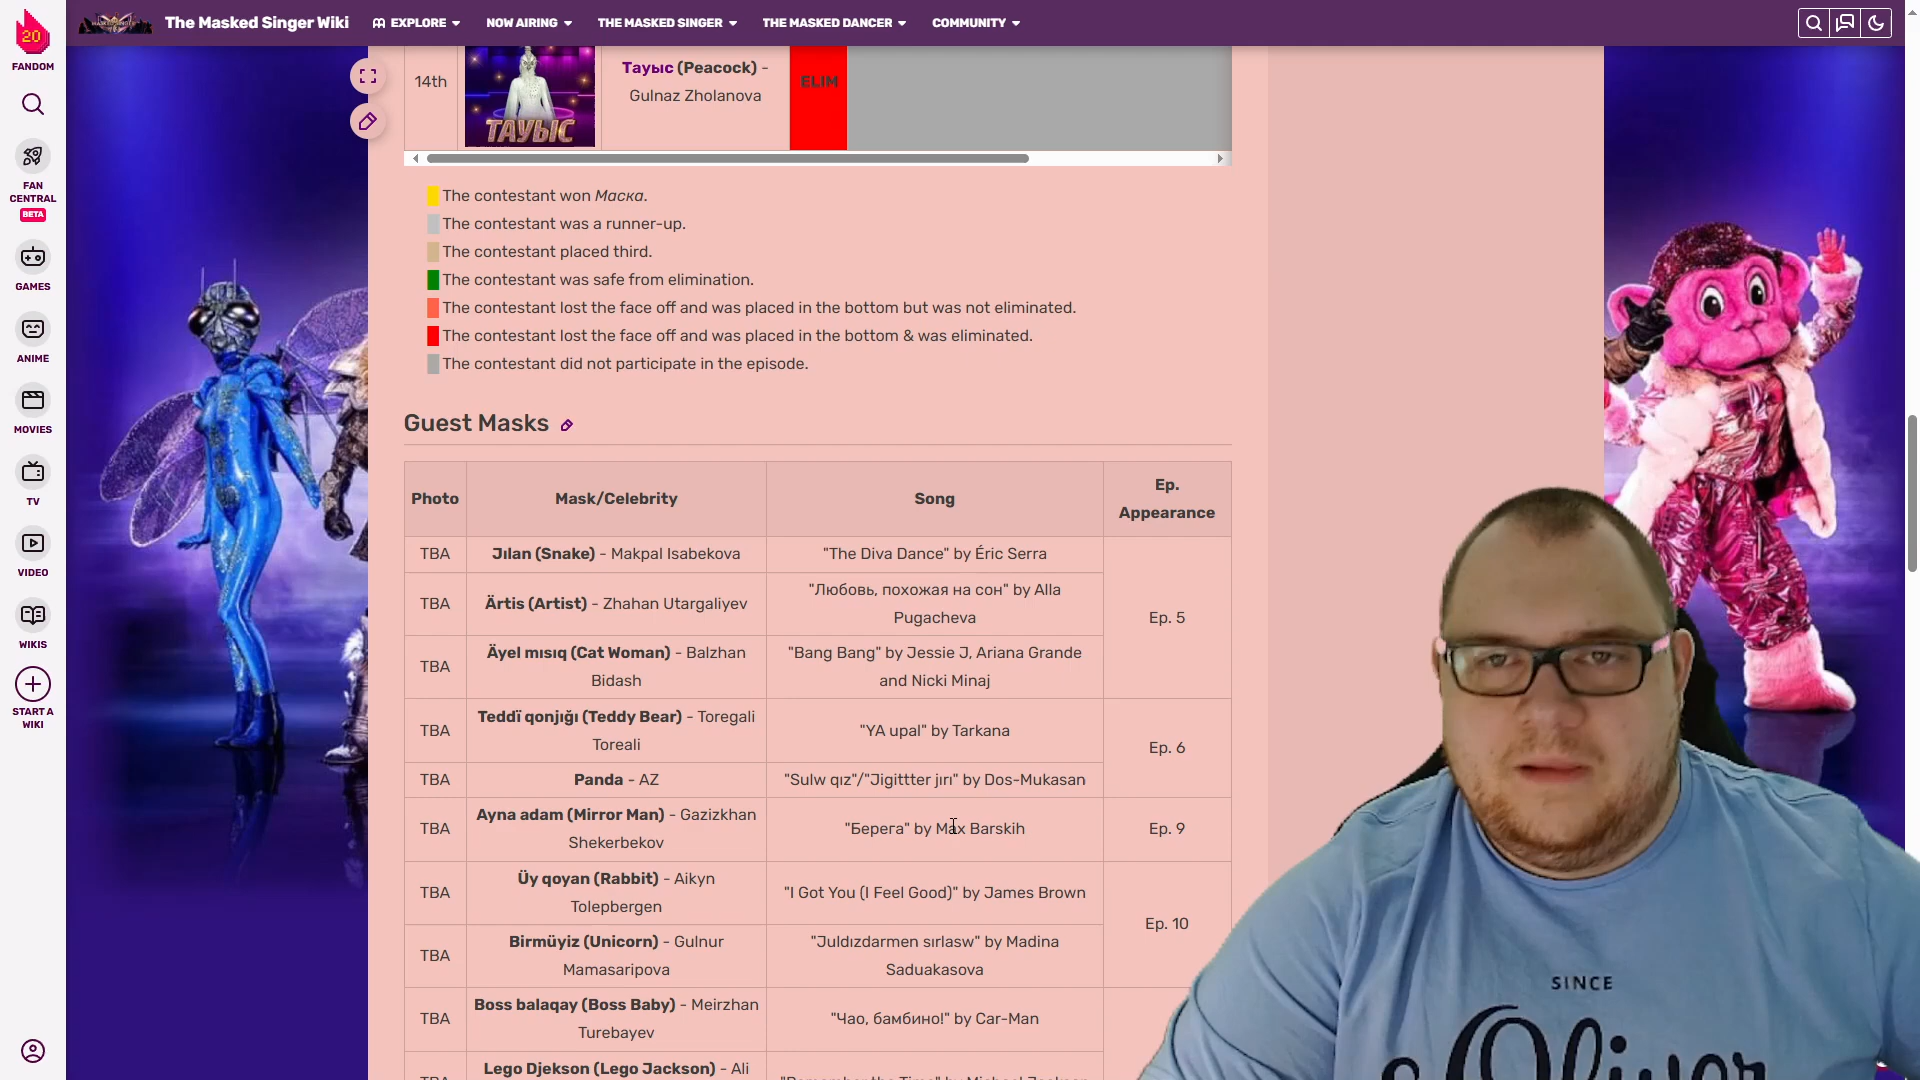 20
FANDOM
FAN
CENTRAL
BETA
GAMES
ANIME
MOVIES
TV
VIDEO
WIKIS
START A
WIKI
The Masked Singer Wiki
EXPLORE
NOW AIRING
THE MASKED SINGER
THE MASKED DANCER
COMMUNITY
14th
ТАУЫС
Тауыс (Peacock) -
Gulnaz Zholanova
ELIM
The contestant won Маска.
The contestant was a runner-up.
The contestant placed third.
The contestant was safe from elimination.
The contestant lost the face off and was placed in the bottom but was not eliminated.
The contestant lost the face off and was placed in the bottom & was eliminated.
The contestant did not participate in the episode.
Guest Masks
Photo
Mask/Celebrity
Song
Ep.
Appearance
TBA
Jılan (Snake) - Makpal Isabekova
"The Diva Dance" by Éric Serra
Ep. 5
TBA
Ärtis (Artist) - Zhahan Utargaliyev
"Любовь, похожая на сон" by Alla
Pugacheva
TBA
Äyel mısıq (Cat Woman) - Balzhan
Bidash
"Bang Bang" by Jessie J, Ariana Grande
and Nicki Minaj
TBA
Teddï qonjığı (Teddy Bear) - Toregali
Toreali
"YA upal" by Tarkana
Ep. 6
TBA
Panda - AZ
"Sulw qız"/"Jigittter jırı" by Dos-Mukasan
TBA
Ayna adam (Mirror Man) - Gazizkhan
Shekerbekov
"Берега" by Max Barskih
Ep. 9
TBA
Üy qoyan (Rabbit) - Aikyn
Tolepbergen
"I Got You (I Feel Good)" by James Brown
Ep. 10
TBA
Birmüyiz (Unicorn) - Gulnur
Mamasaripova
"Juldızdarmen sırlasw" by Madina
Saduakasova
TBA
Boss balaqay (Boss Baby) - Meirzhan
Turebayev
"Чао, бамбино!" by Car-Man
Lego Djekson (Lego Jackson) - Ali
SINCE
Oliver